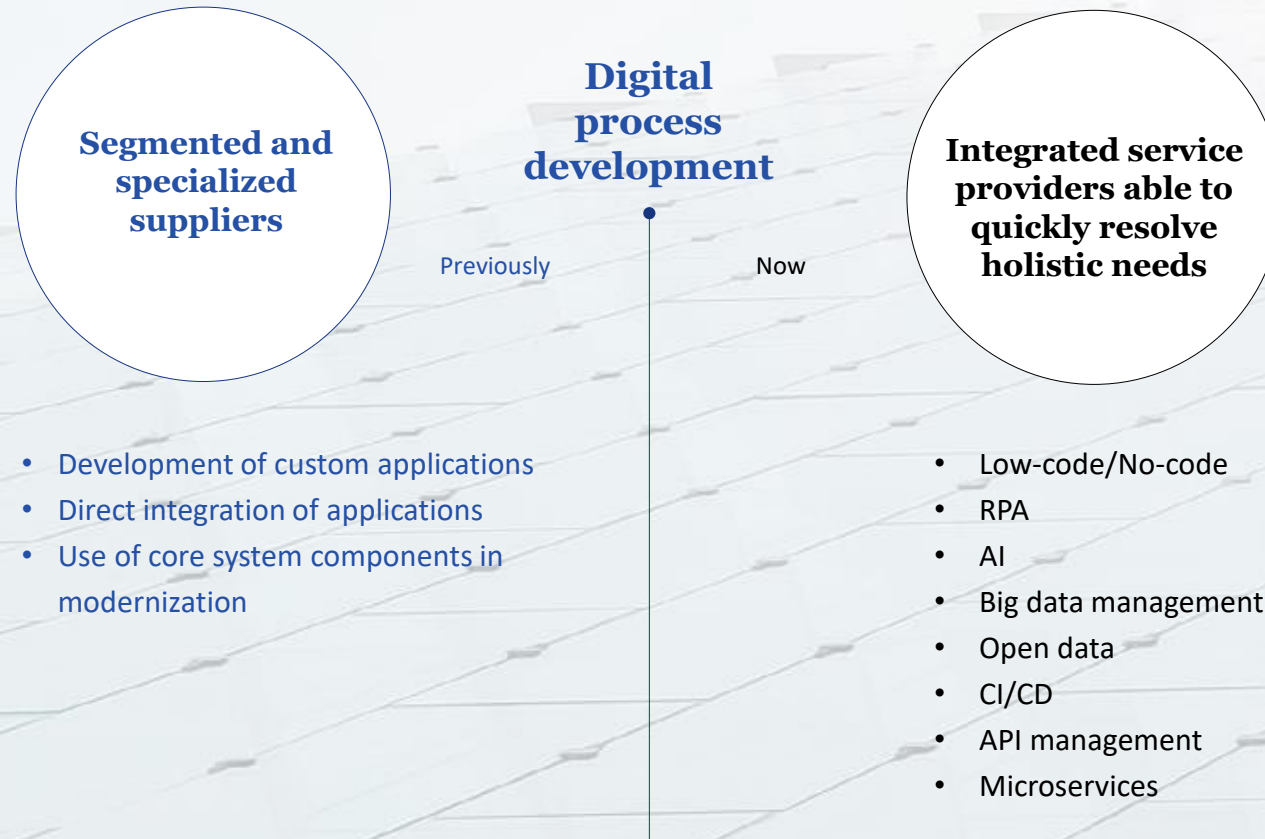 Digital
process
development
Segmented and
specialized
suppliers
Previously
• Development of custom applications
• Direct integration of applications
• Use of core system components in
modernization
Now
Integrated service
providers able to
quickly resolve
holistic needs
• Low-code/No-code
• RPA
• AI
• Big data management
• Open data
• CI/CD
• API management
• Microservices